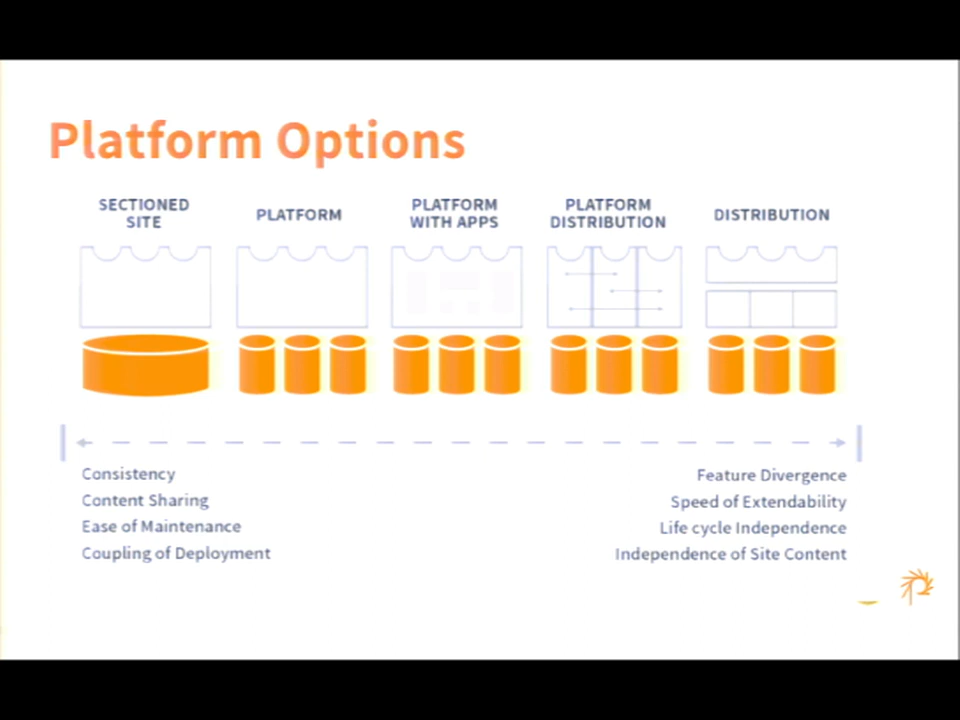 Platform Options
SECTIONED
SITE
PLATFORM
PLATFORM
WITH APPS
PLATFORM
DISTRIBUTION
DISTRIBUTION
Consistency
Content Sharing
Ease of Maintenance
Coupling of Deployment
Feature Divergence
Speed of Extendability
Life cycle Independence
Independence of Site Content